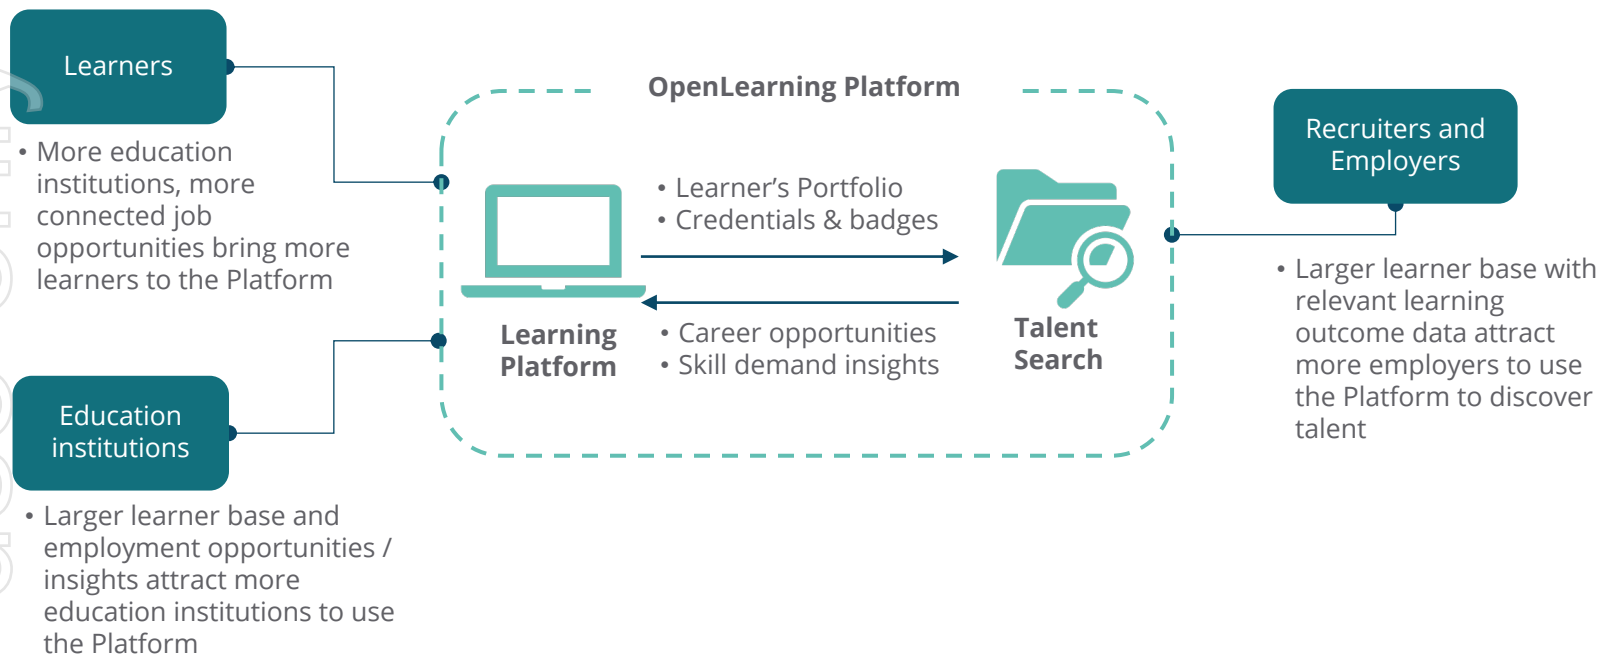 Learners
• More education
institutions, more
connected job
opportunities bring more
learners to the Platform
Education
institutions
• Larger learner base and
employment opportunities /
insights attract more
education institutions to use
the Platform
OpenLearning Platform
Learning
Platform
• Learner’s Portfolio
• Credentials & badges
• Career opportunities
• Skill demand insights
Talent
Search
Recruiters and
Employers
• Larger learner base with
relevant learning
outcome data attract
more employers to use
the Platform to discover
talent